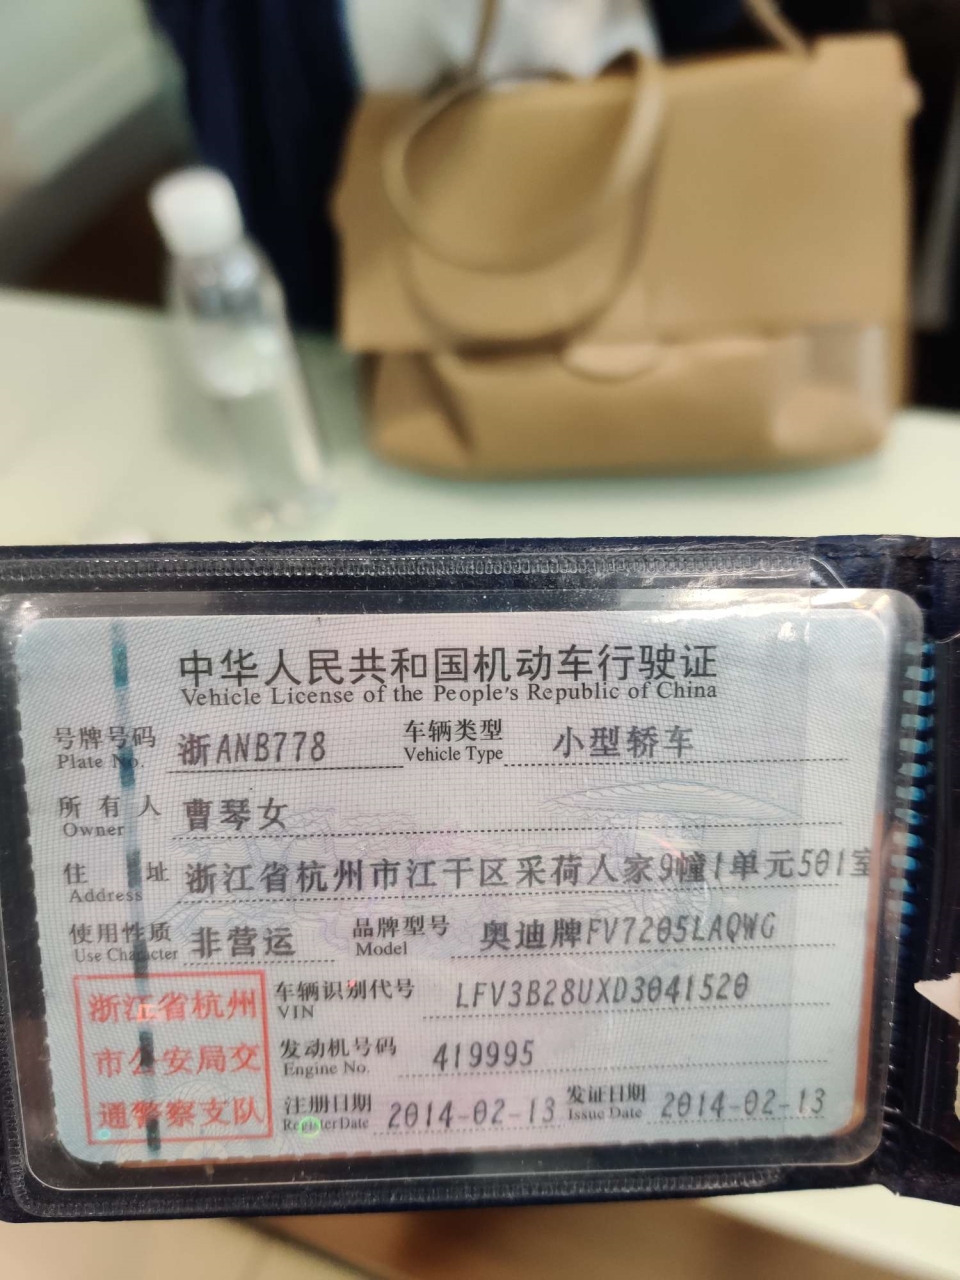 中华人民共和国机动车行驶证
Vehicle License of the People's Republic of China
号牌号码 浙ANB778 车辆类型 小型轿车
Plate No. Vehicle Type
所有人 曹琴女
Owner
住址 浙江省杭州市江干区采荷人家9幢1单元501室
Address
使用性质 非营运 品牌型号 奥迪牌FV7205LAQWG
Use Character Model
浙江省杭州
市公安局交
通警察支队
车辆识别代号 LFV3B28UXD3041520
VIN
发动机号码 419995
Engine No.
注册日期 2014-02-13 发证日期 2014-02-13
Register Date Issue Date